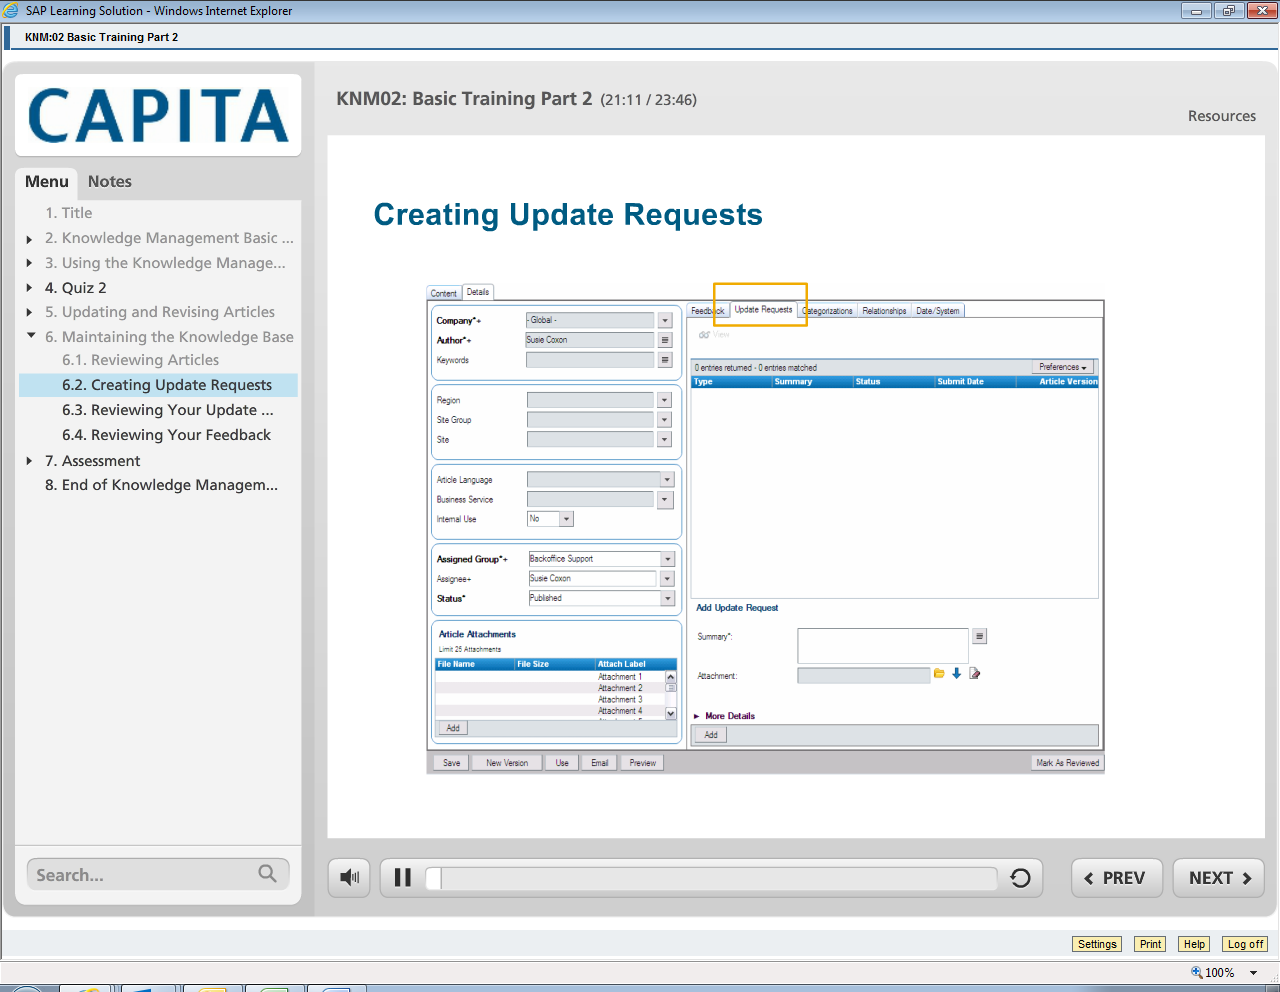 SAP Learning Solution - Windows Internet Explorer
KNM:02 Basic Training Part 2
CAPITA
KNM02: Basic Training Part 2 (21:11 / 23:46)
Resources
Menu
Notes
1. Title
2. Knowledge Management Basic ...
3. Using the Knowledge Manage...
4. Quiz 2
5. Updating and Revising Articles
6. Maintaining the Knowledge Base
6.1. Reviewing Articles
6.2. Creating Update Requests
6.3. Reviewing Your Update ...
6.4. Reviewing Your Feedback
7. Assessment
8. End of Knowledge Managem...
Search...
Creating Update Requests
Content
Details
Company*+
- Global -
Author*+
Susie Coxon
Keywords
Region
Site Group
Site
Article Language
Business Service
Internal Use
No
Assigned Group*+
Backoffice Support
Assignee+
Susie Coxon
Status*
Published
Article Attachments
Limit 25 Attachments
File Name
File Size
Attach Label
Attachment 1
Attachment 2
Attachment 3
Attachment 4
Add
Feedback
Update Requests
Categorizations
Relationships
Date/System
View
0 entries returned - 0 entries matched
Preferences
Type
Summary
Status
Submit Date
Article Version
Add Update Request
Summary*:
Attachment:
More Details
Add
Save
New Version
Use
Email
Preview
Mark As Reviewed
PREV
NEXT
Settings
Print
Help
Log off
100%